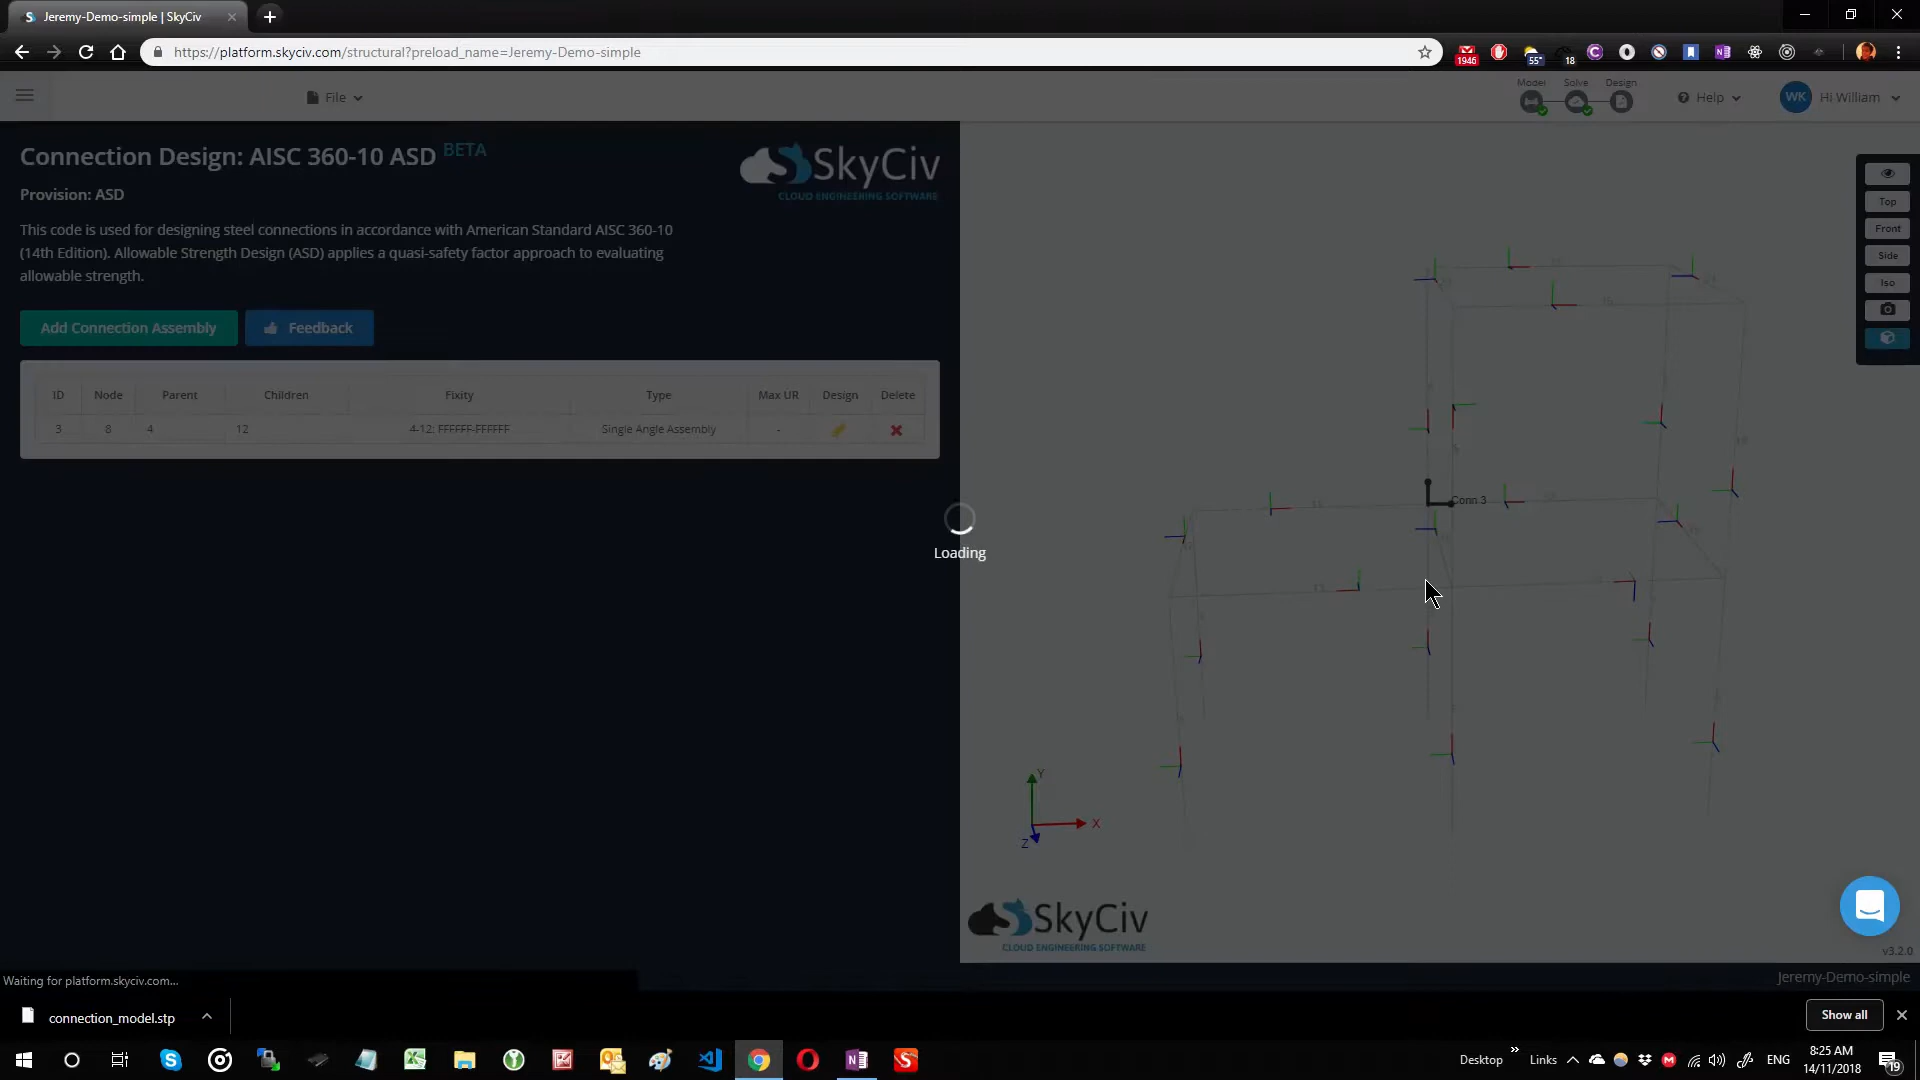 Jeremy-Demo-simple | SkyCiv
https://platform.skyciv.com/structural?preload_name=Jeremy-Demo-simple
1946
55°
18
File
Model
Solve
Design
Help
WK
Hi William
Connection Design: AISC 360-10 ASD BETA
SkyCiv
CLOUD ENGINEERING SOFTWARE
Provision: ASD
This code is used for designing steel connections in accordance with American Standard AISC 360-10
(14th Edition). Allowable Strength Design (ASD) applies a quasi-safety factor approach to evaluating
allowable strength.
Add Connection Assembly
Feedback
ID Node Parent Children Fixity Type Max UR Design Delete
3 8 4 12 4-12: FFFFFF-FFFFFF Single Angle Assembly -
Top
Front
Side
Iso
Conn 3
Loading
Y
X
Z
SkyCiv
CLOUD ENGINEERING SOFTWARE
v3.2.0
Jeremy-Demo-simple
Waiting for platform.skyciv.com...
connection_model.stp
Show all
Desktop
Links
ENG
8:25 AM
14/11/2018
19